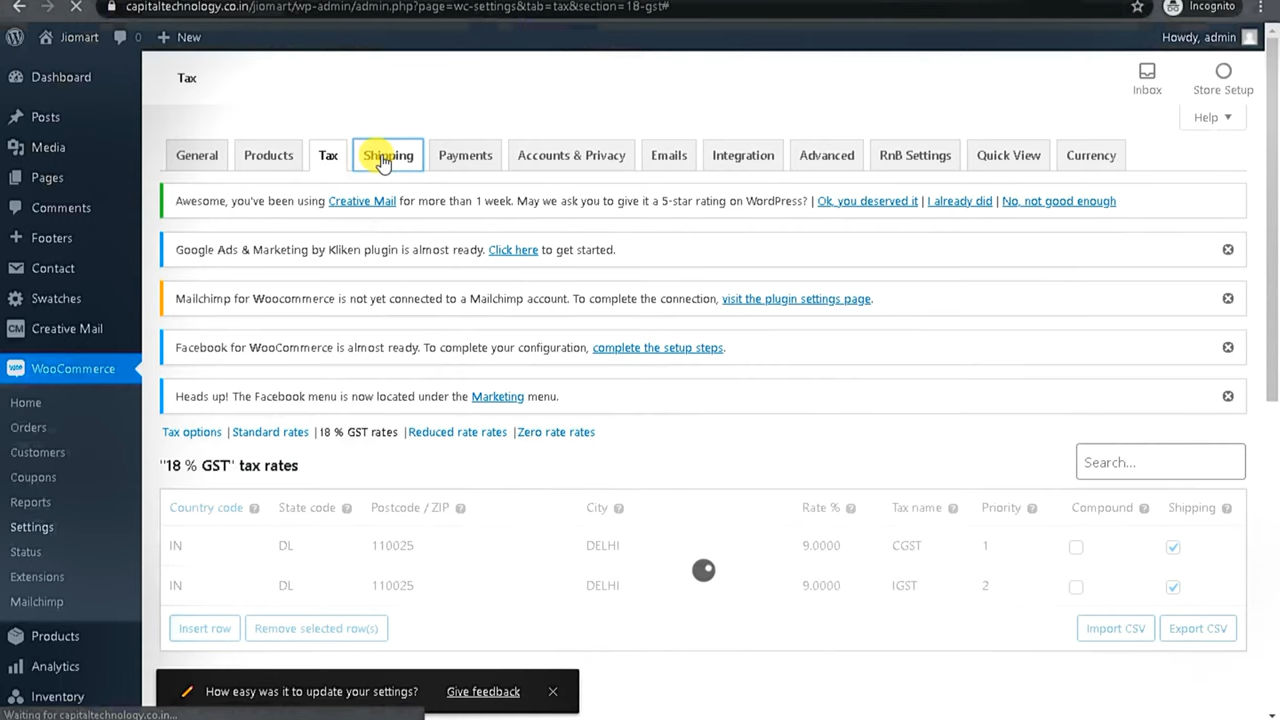 capitaltechnology.co.in/jiomart/wp-admin/admin.php?page=wc-settings&tab=tax&section=18-gst#
Incognito
Jiomart
0
New
Howdy, admin
Dashboard
Posts
Media
Pages
Comments
Footers
Contact
Swatches
CM
Creative Mail
WooCommerce
Home
Orders
Customers
Coupons
Reports
Settings
Status
Extensions
Mailchimp
Products
Analytics
Inventory
Tax
Inbox
Store Setup
Help
General Products Tax Shipping Payments Accounts & Privacy Emails Integration Advanced RnB Settings Quick View Currency
Awesome, you've been using Creative Mail for more than 1 week. May we ask you to give it a 5-star rating on WordPress? | Ok, you deserved it | I already did | No, not good enough
Google Ads & Marketing by Kliken plugin is almost ready. Click here to get started.
Mailchimp for Woocommerce is not yet connected to a Mailchimp account. To complete the connection, visit the plugin settings page.
Facebook for WooCommerce is almost ready. To complete your configuration, complete the setup steps.
Heads up! The Facebook menu is now located under the Marketing menu.
Tax options | Standard rates | 18 % GST rates | Reduced rate rates | Zero rate rates
"18 % GST" tax rates
Search...
Country code ? State code ? Postcode / ZIP ? City ? Rate % ? Tax name ? Priority ? Compound ? Shipping ?
IN DL 110025 DELHI 9.0000 CGST 1
IN DL 110025 DELHI 9.0000 IGST 2
Insert row Remove selected row(s) Import CSV Export CSV
How easy was it to update your settings? Give feedback
Waiting for capitaltechnology.co.in...